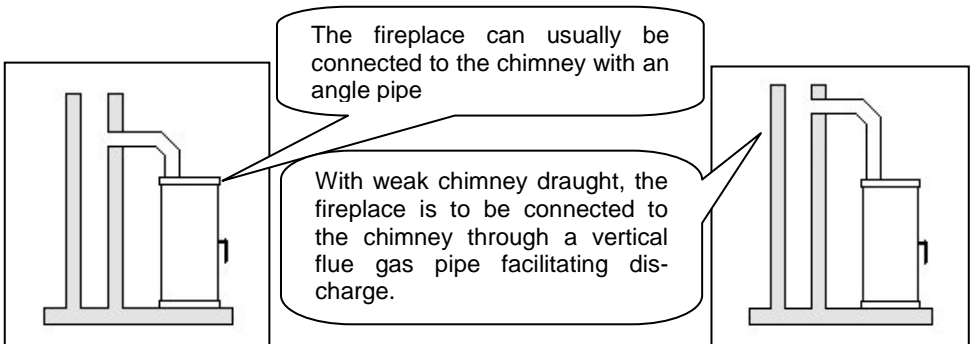 The fireplace can usually be
connected to the chimney with an
angle pipe
With weak chimney draught, the
fireplace is to be connected to
the chimney through a vertical
flue gas pipe facilitating dis-
charge.